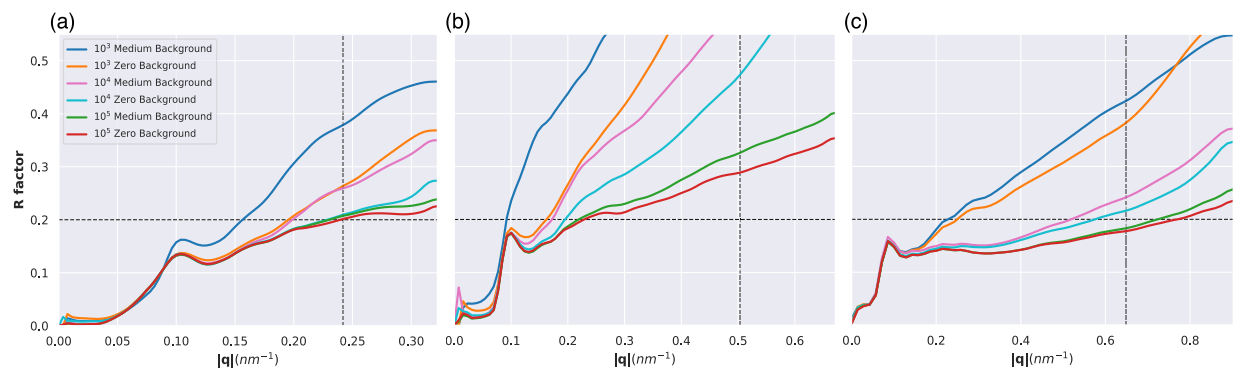 (a)
(b)
(c)
R factor
0.5
0.4
0.3
0.2
0.1
0.0
10³ Medium Background
10³ Zero Background
10⁴ Medium Background
10⁴ Zero Background
10⁵ Medium Background
10⁵ Zero Background
0.00 0.05 0.10 0.15 0.20 0.25 0.30
0.0 0.1 0.2 0.3 0.4 0.5 0.6
0.0 0.2 0.4 0.6 0.8
|q|(nm⁻¹)
|q|(nm⁻¹)
|q|(nm⁻¹)